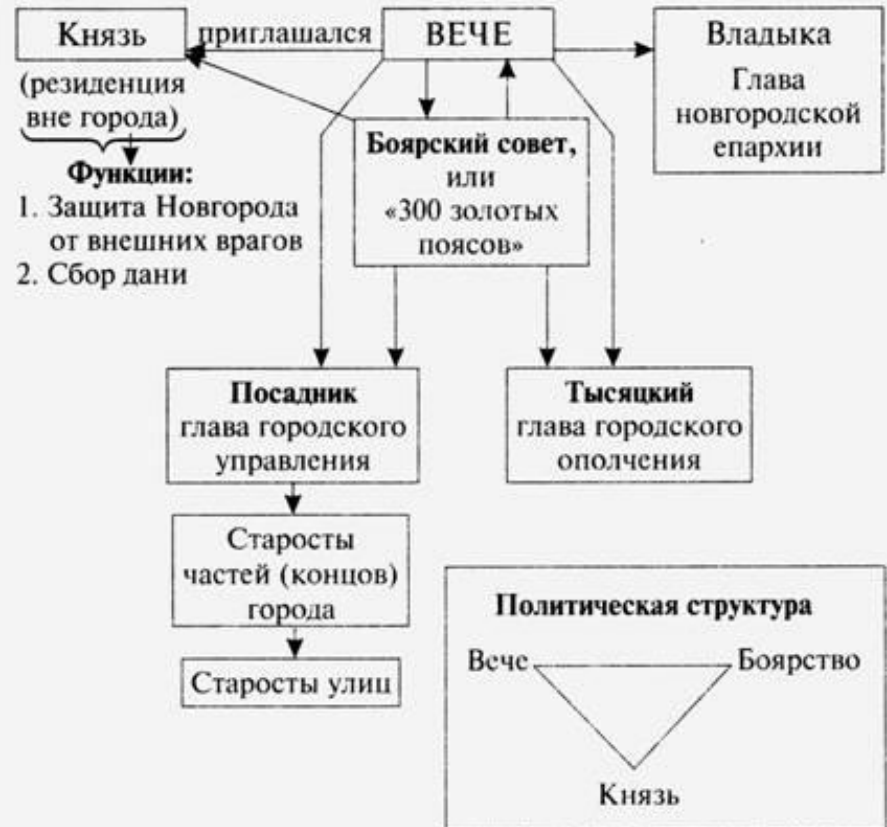 Князь
приглашался
ВЕЧЕ
Владыка
Глава
новгородской
епархии
(резиденция
вне города)
Функции:
1. Защита Новгорода
от внешних врагов
2. Сбор дани
Боярский совет,
или
«300 золотых
поясов»
Посадник
глава городского
управления
Тысяцкий
глава городского
ополчения
Старосты
частей (концов)
города
Старосты улиц
Политическая структура
Вече
Боярство
Князь